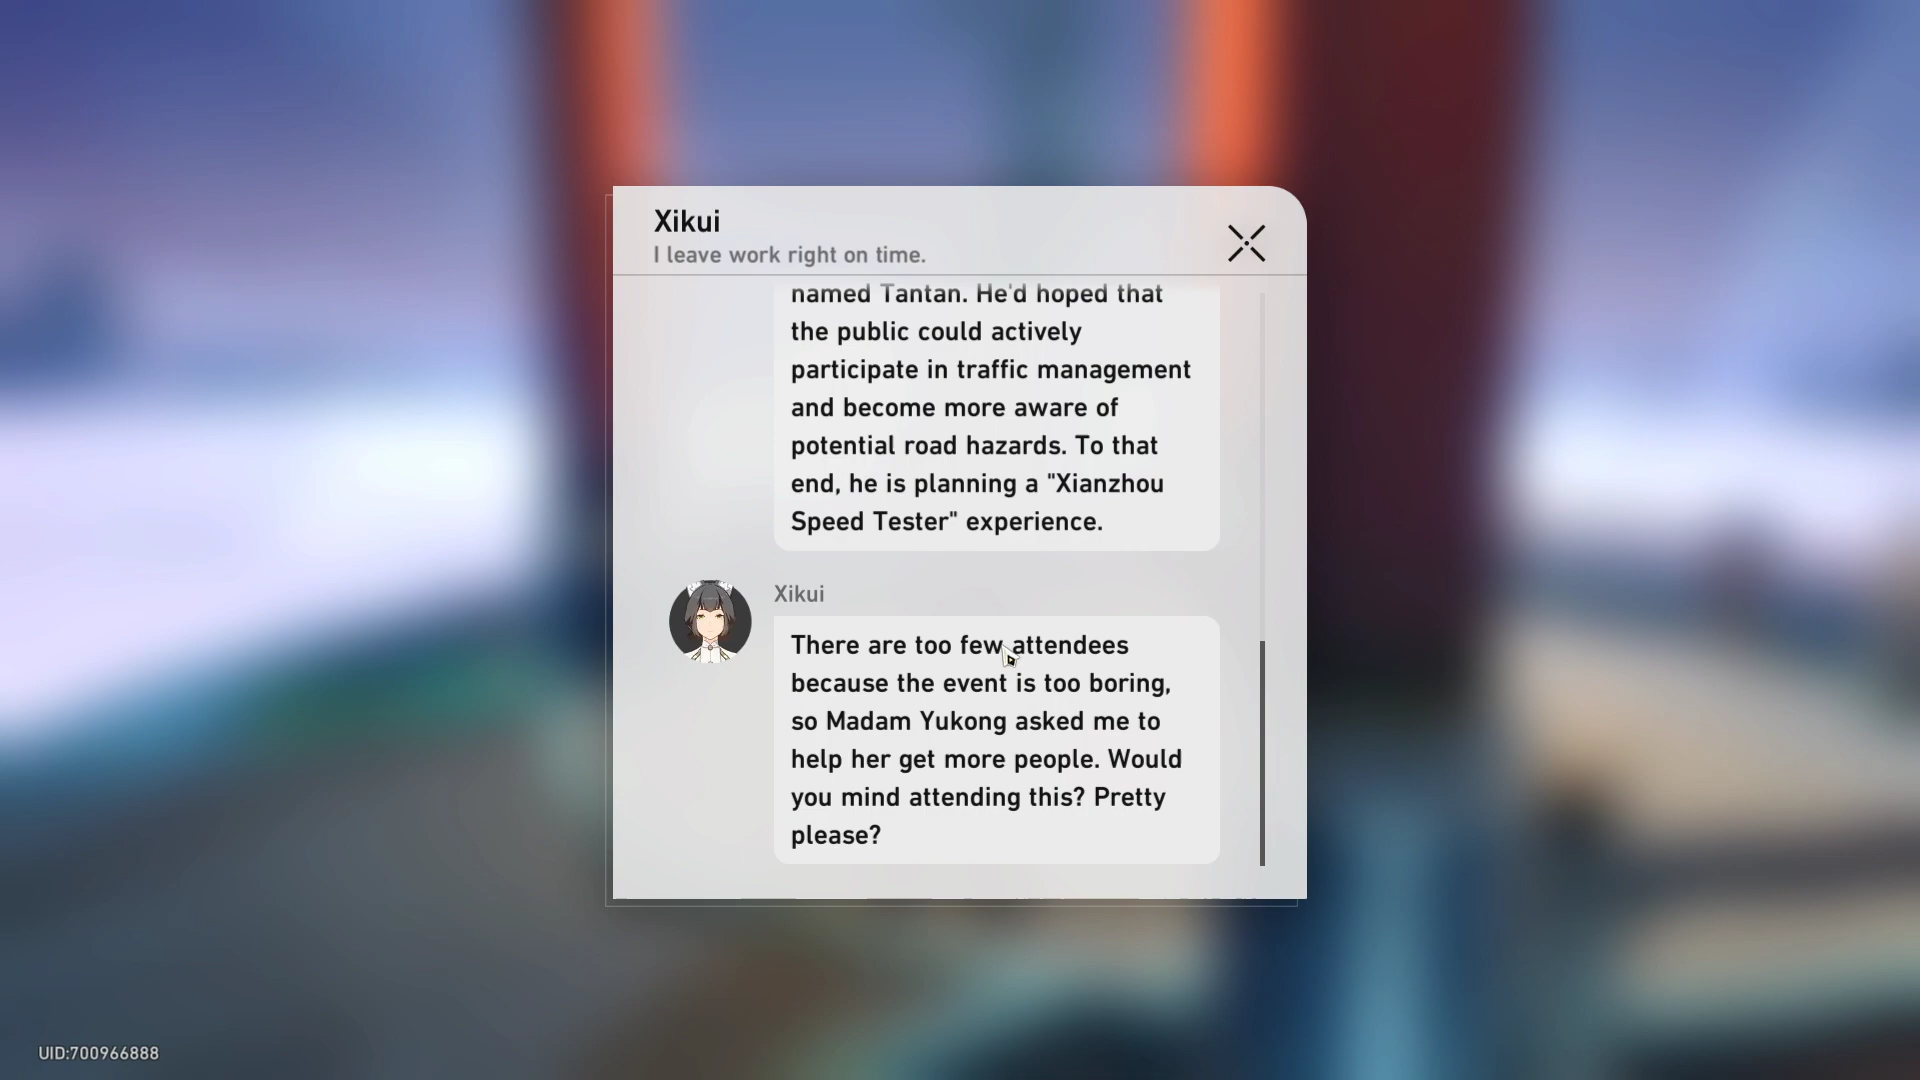 Xikui
I leave work right on time.
named Tantan. He'd hoped that
the public could actively
participate in traffic management
and become more aware of
potential road hazards. To that
end, he is planning a "Xianzhou
Speed Tester" experience.
Xikui
There are too few attendees
because the event is too boring,
so Madam Yukong asked me to
help her get more people. Would
you mind attending this? Pretty
please?
UID:700966888